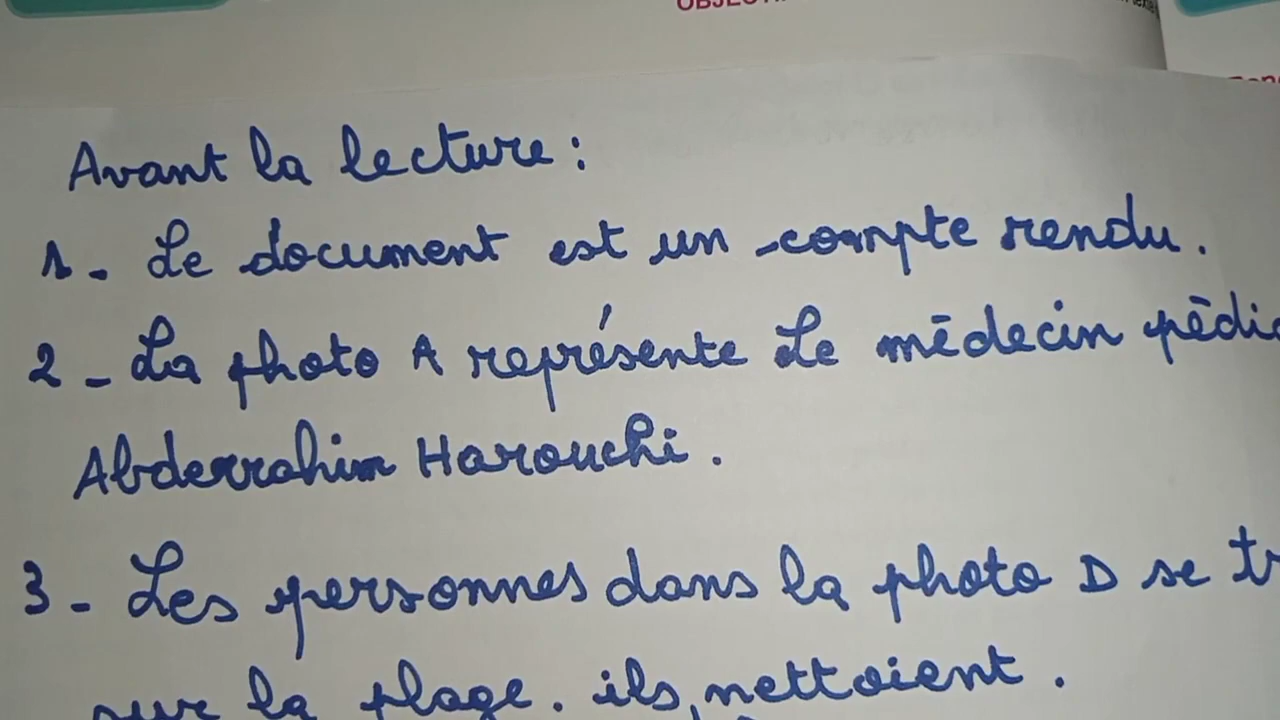 Avant la lecture :
1 - Le document est un compte rendu .
2 - La photo A représente Le médecin
Abderrahim Harouchi .
3 - Les personnes dans la photo D se
sur la plage . ils nettoient .